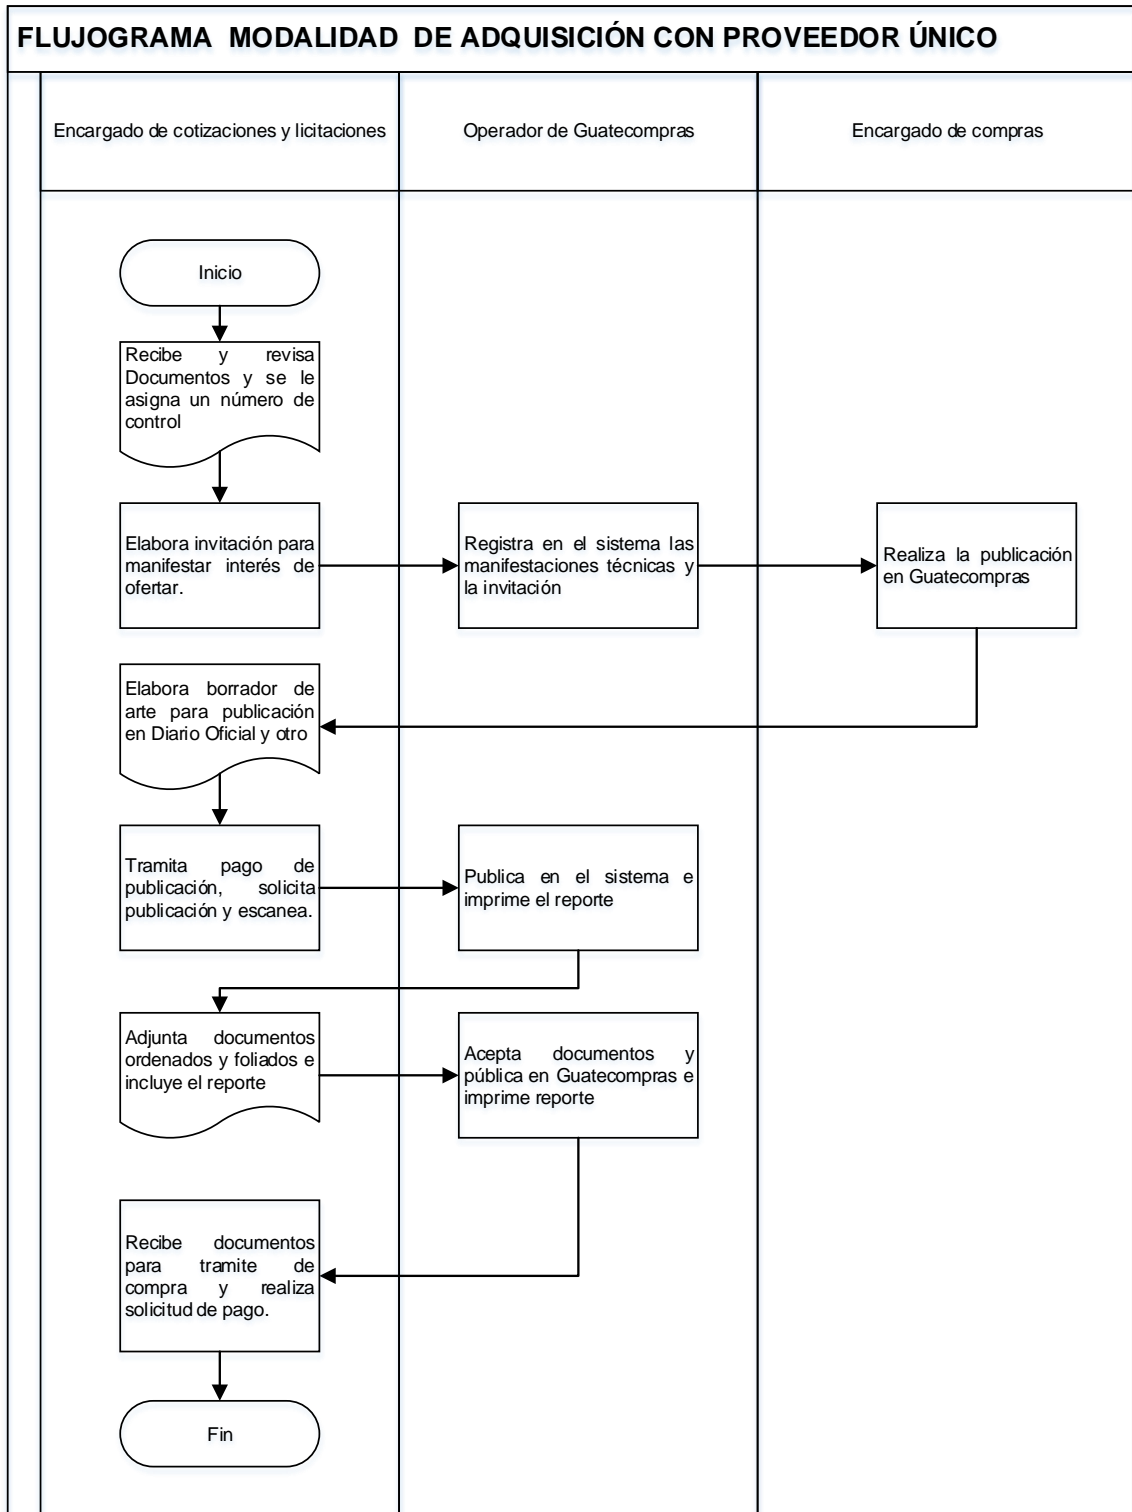 FLUJOGRAMA MODALIDAD DE ADQUISICIÓN CON PROVEEDOR ÚNICO
Encargado de cotizaciones y licitaciones
Operador de Guatecompras
Encargado de compras
Inicio
Recibe y revisa
Documentos y se le
asigna un número de
control
Elabora invitación para
manifestar interés de
ofertar.
Registra en el sistema las
manifestaciones técnicas y
la invitación
Realiza la publicación
en Guatecompras
Elabora borrador de
arte para publicación
en Diario Oficial y otro
Tramita pago de
publicación, solicita
publicación y escanea.
Publica en el sistema e
imprime el reporte
Adjunta documentos
ordenados y foliados e
incluye el reporte
Acepta documentos y
pública en Guatecompras e
imprime reporte
Recibe documentos
para tramite de
compra y realiza
solicitud de pago.
Fin